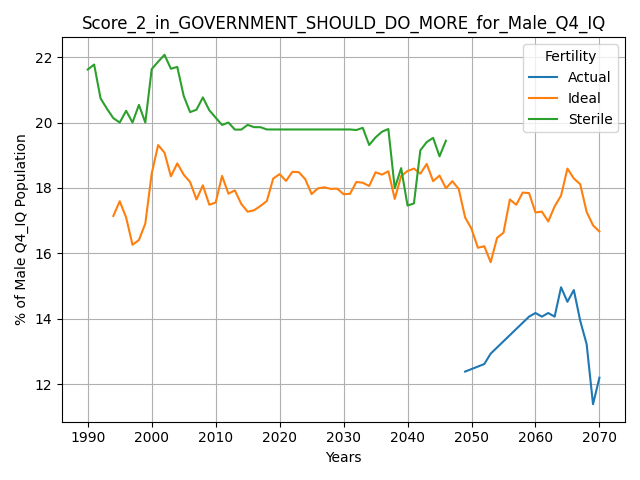 Score_2_in_GOVERNMENT_SHOULD_DO_MORE_for_Male_Q4_IQ
Fertility
Actual
Ideal
Sterile
% of Male Q4_IQ Population
22
20
18
16
14
12
1990 2000 2010 2020 2030 2040 2050 2060 2070
Years